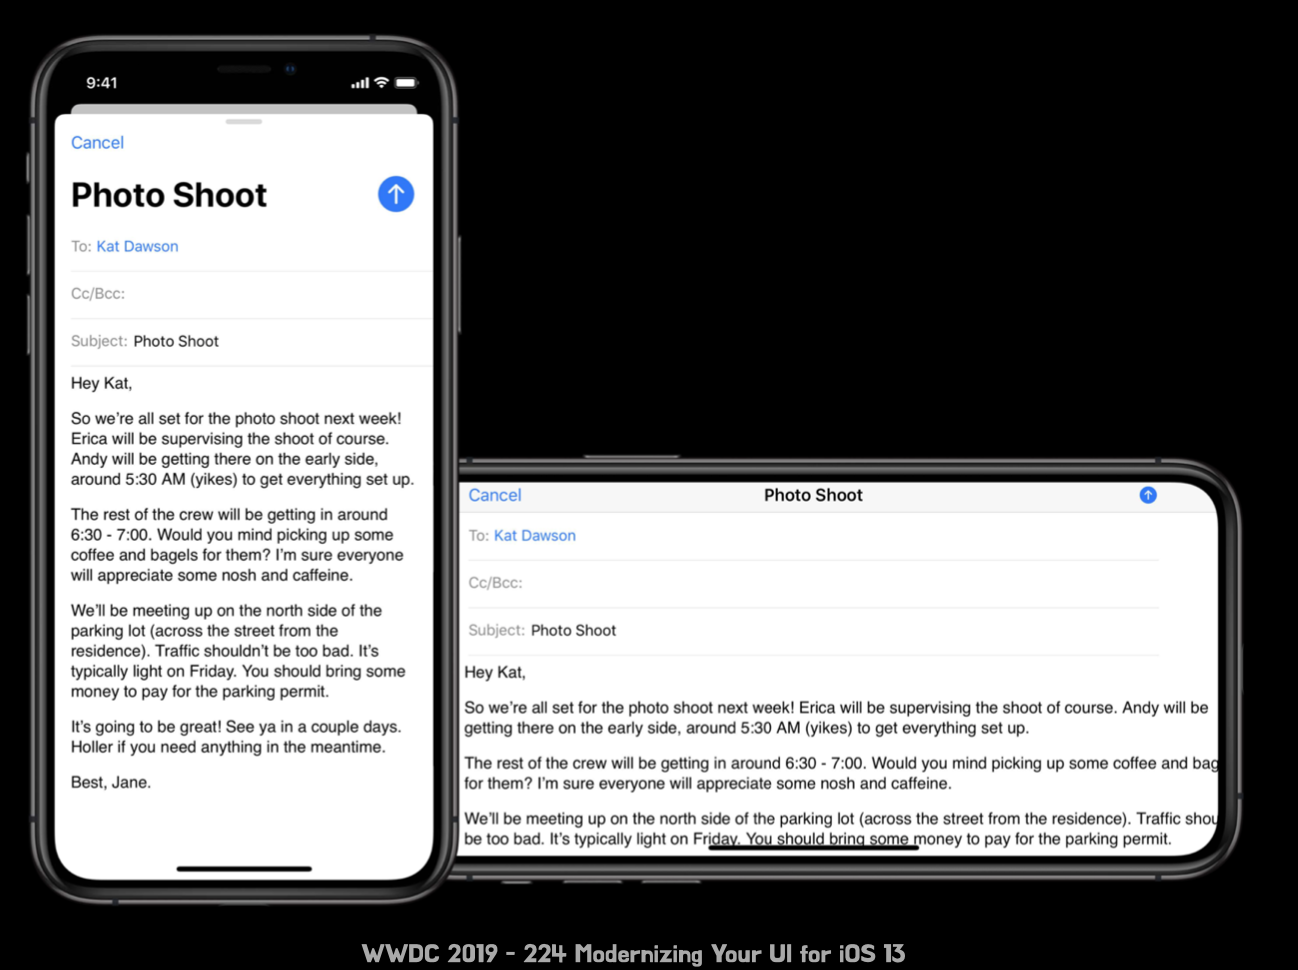 9:41
Cancel
Photo Shoot
To: Kat Dawson
Cc/Bcc:
Subject: Photo Shoot
Hey Kat,
So we're all set for the photo shoot next week!
Erica will be supervising the shoot of course.
Andy will be getting there on the early side,
around 5:30 AM (yikes) to get everything set up.
The rest of the crew will be getting in around
6:30 - 7:00. Would you mind picking up some
coffee and bagels for them? I'm sure everyone
will appreciate some nosh and caffeine.
We'll be meeting up on the north side of the
parking lot (across the street from the
residence). Traffic shouldn't be too bad. It's
typically light on Friday. You should bring some
money to pay for the parking permit.
It's going to be great! See ya in a couple days.
Holler if you need anything in the meantime.
Best, Jane.
Cancel
Photo Shoot
To: Kat Dawson
Cc/Bcc:
Subject: Photo Shoot
Hey Kat,
So we're all set for the photo shoot next week! Erica will be supervising the shoot of course. Andy will be
getting there on the early side, around 5:30 AM (yikes) to get everything set up.
The rest of the crew will be getting in around 6:30 - 7:00. Would you mind picking up some coffee and bag
for them? I'm sure everyone will appreciate some nosh and caffeine.
We'll be meeting up on the north side of the parking lot (across the street from the residence). Traffic shou
be too bad. It's typically light on Friday. You should bring some money to pay for the parking permit.
WWDC 2019 - 224 Modernizing Your UI for iOS 13